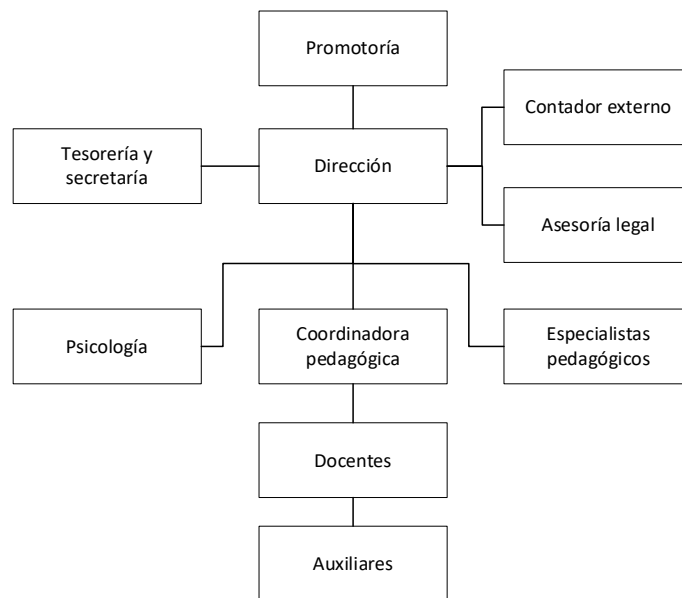 Promotoría
Contador externo
Tesorería y
secretaría
Dirección
Asesoría legal
Psicología
Coordinadora
pedagógica
Especialistas
pedagógicos
Docentes
Auxiliares